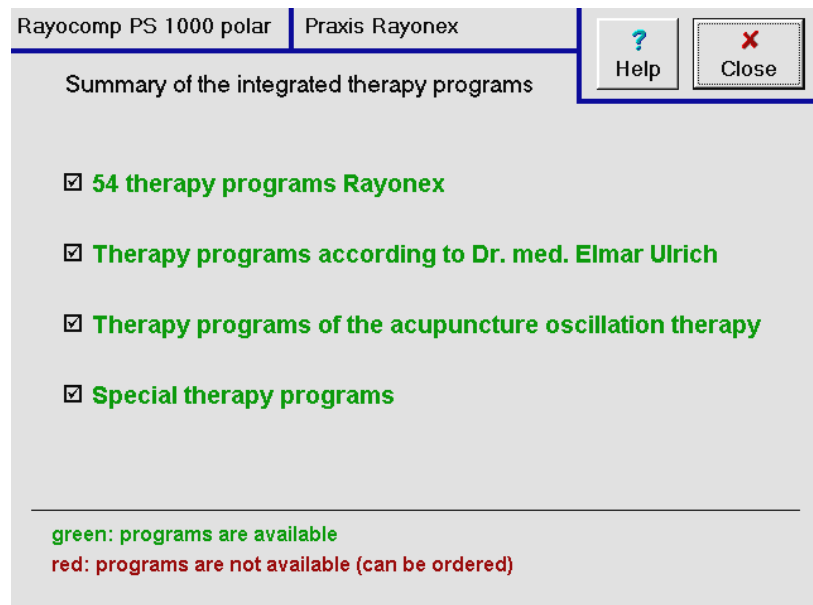 Rayocomp PS 1000 polar
Praxis Rayonex
? Help
✗ Close
Summary of the integrated therapy programs
☑ 54 therapy programs Rayonex
☑ Therapy programs according to Dr. med. Elmar Ulrich
☑ Therapy programs of the acupuncture oscillation therapy
☑ Special therapy programs
green: programs are available
red: programs are not available (can be ordered)